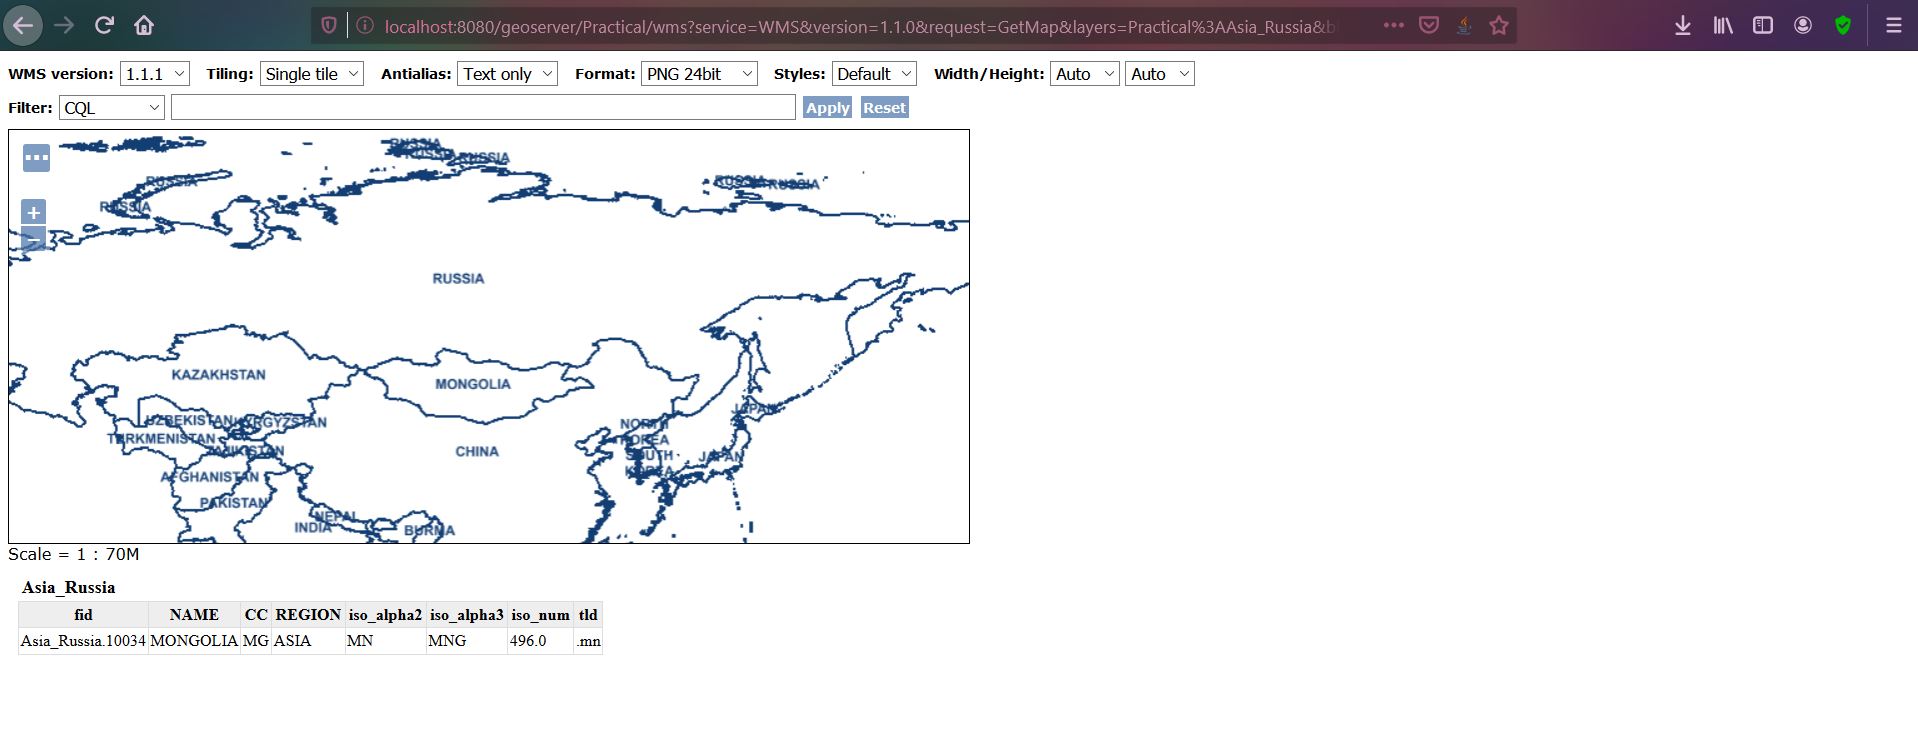 localhost:8080/geoserver/Practical/wms?service=WMS&version=1.1.0&request=GetMap&layers=Practical%3AAsia_Russia&b
WMS version: 1.1.1 Tiling: Single tile Antialias: Text only Format: PNG 24bit Styles: Default Width/Height: Auto Auto
Filter: CQL Apply Reset
RUSSIA
RUSSIA RUSSIA
RUSSIA RUSSIA RUSSIA
RUSSIA
RUSSIA
KAZAKHSTAN
MONGOLIA
JAPAN
UZBEKISTAN KYRGYZSTAN NORTH
TURKMENISTAN KOREA
TAJIKISTAN CHINA SOUTH JAPAN
KOREA
AFGHANISTAN
PAKISTAN
NEPAL
INDIA BURMA
Scale = 1 : 70M
Asia_Russia
fid NAME CC REGION iso_alpha2 iso_alpha3 iso_num tld
Asia_Russia.10034 MONGOLIA MG ASIA MN MNG 496.0 .mn